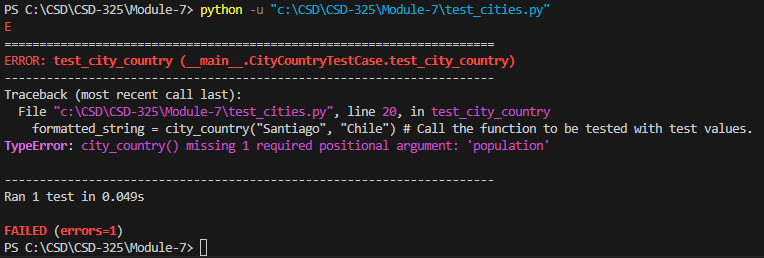 PS C:\CSD\CSD-325\Module-7> python -u "c:\CSD\CSD-325\Module-7\test_cities.py"
E
======================================================================
ERROR: test_city_country (__main__.CityCountryTestCase.test_city_country)
----------------------------------------------------------------------
Traceback (most recent call last):
  File "c:\CSD\CSD-325\Module-7\test_cities.py", line 20, in test_city_country
    formatted_string = city_country("Santiago", "Chile") # Call the function to be tested with test values.
TypeError: city_country() missing 1 required positional argument: 'population'

----------------------------------------------------------------------
Ran 1 test in 0.049s

FAILED (errors=1)
PS C:\CSD\CSD-325\Module-7>